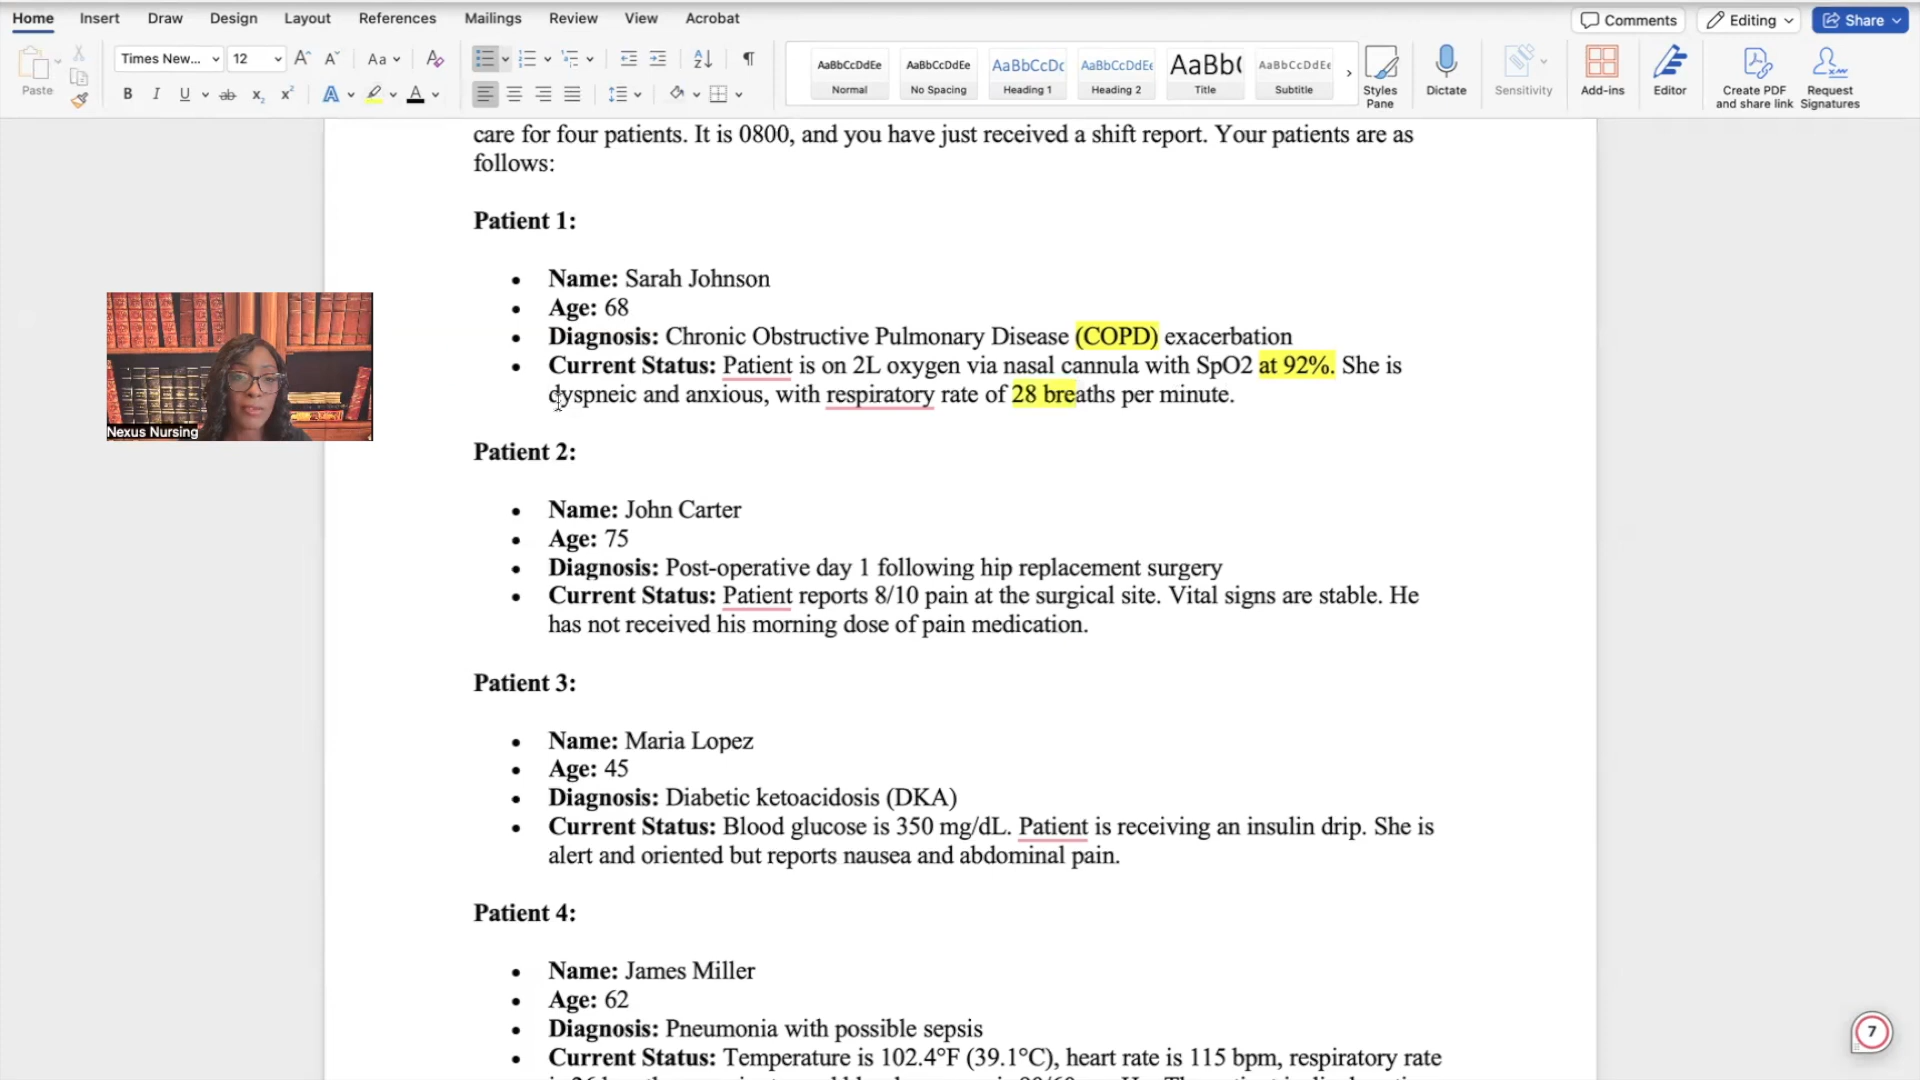 Home Insert Draw Design Layout References Mailings Review View Acrobat Comments Editing Share
Paste Times New... 12 Aa
AaBbCcDdEe AaBbCcDdEe AaBbCcDc AaBbCcDdEe AaBb( AaBbCcDdEe
Normal No Spacing Heading 1 Heading 2 Title Subtitle
Styles Pane Dictate Sensitivity Add-ins Editor Create PDF and share link Request Signatures
care for four patients. It is 0800, and you have just received a shift report. Your patients are as
follows:
Patient 1:
• Name: Sarah Johnson
• Age: 68
• Diagnosis: Chronic Obstructive Pulmonary Disease (COPD) exacerbation
• Current Status: Patient is on 2L oxygen via nasal cannula with SpO2 at 92%. She is
dyspneic and anxious, with respiratory rate of 28 breaths per minute.
Nexus Nursing
Patient 2:
• Name: John Carter
• Age: 75
• Diagnosis: Post-operative day 1 following hip replacement surgery
• Current Status: Patient reports 8/10 pain at the surgical site. Vital signs are stable. He
has not received his morning dose of pain medication.
Patient 3:
• Name: Maria Lopez
• Age: 45
• Diagnosis: Diabetic ketoacidosis (DKA)
• Current Status: Blood glucose is 350 mg/dL. Patient is receiving an insulin drip. She is
alert and oriented but reports nausea and abdominal pain.
Patient 4:
• Name: James Miller
• Age: 62
• Diagnosis: Pneumonia with possible sepsis
• Current Status: Temperature is 102.4°F (39.1°C), heart rate is 115 bpm, respiratory rate
7